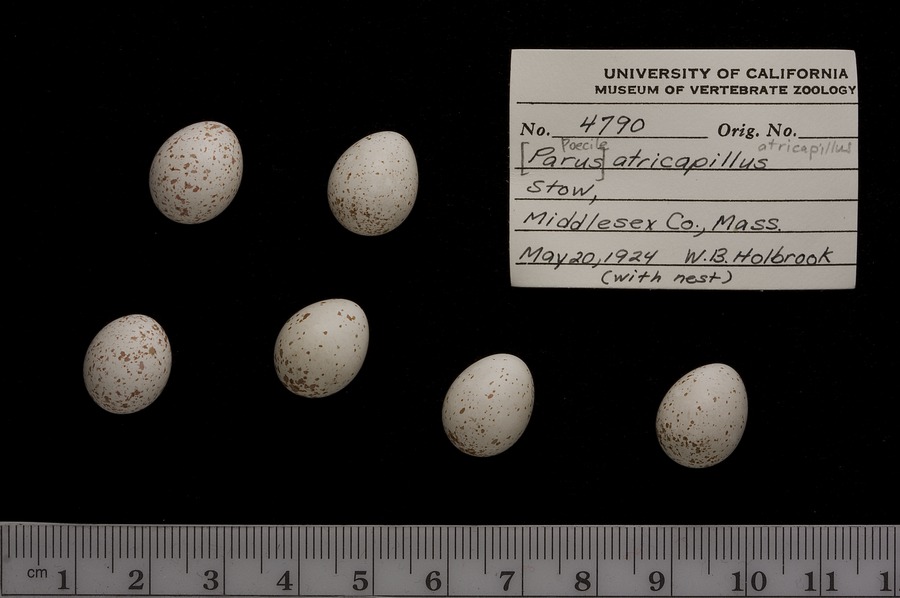 UNIVERSITY OF CALIFORNIA
MUSEUM OF VERTEBRATE ZOOLOGY
No. 4790 Orig. No.
Poecile atricapillus
[Parus] atricapillus
Stow,
Middlesex Co., Mass.
May 20, 1924 W.B. Holbrook
(with nest)
cm 1 2 3 4 5 6 7 8 9 10 11 1